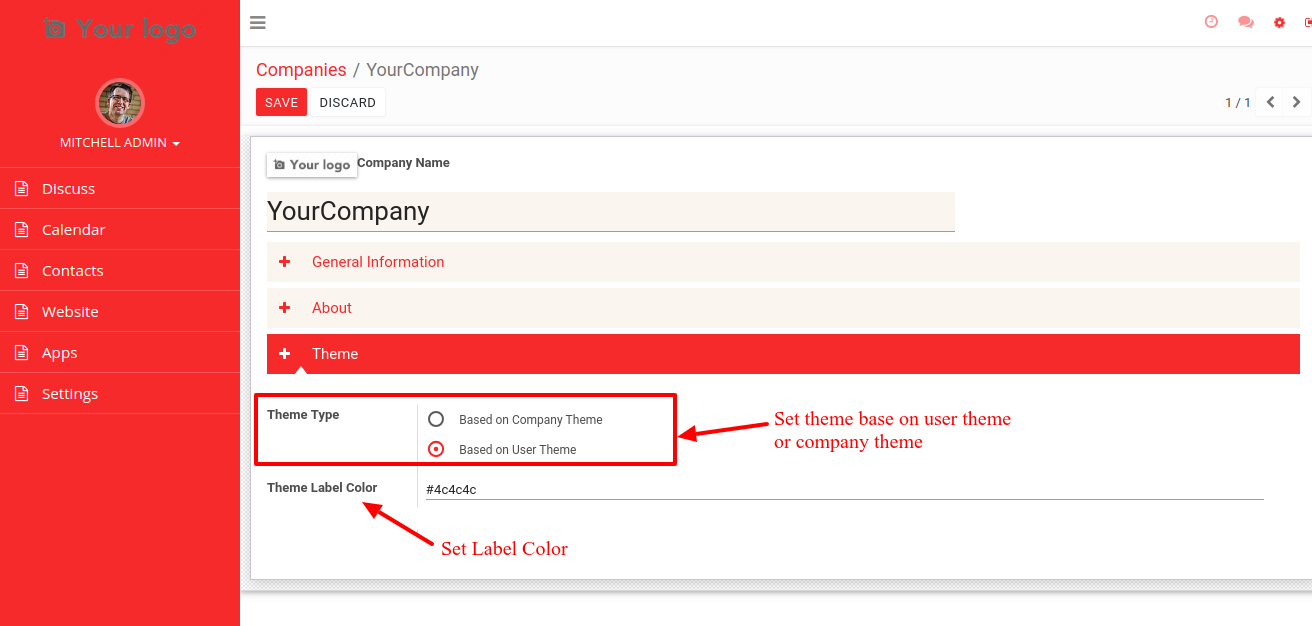 Your logo
MITCHELL ADMIN
Discuss
Calendar
Contacts
Website
Apps
Settings
Companies / YourCompany
SAVE DISCARD
1 / 1
Your logo Company Name
YourCompany
General Information
About
Theme
Theme Type
Based on Company Theme
Based on User Theme
Set theme base on user theme
or company theme
Theme Label Color
#4c4c4c
Set Label Color